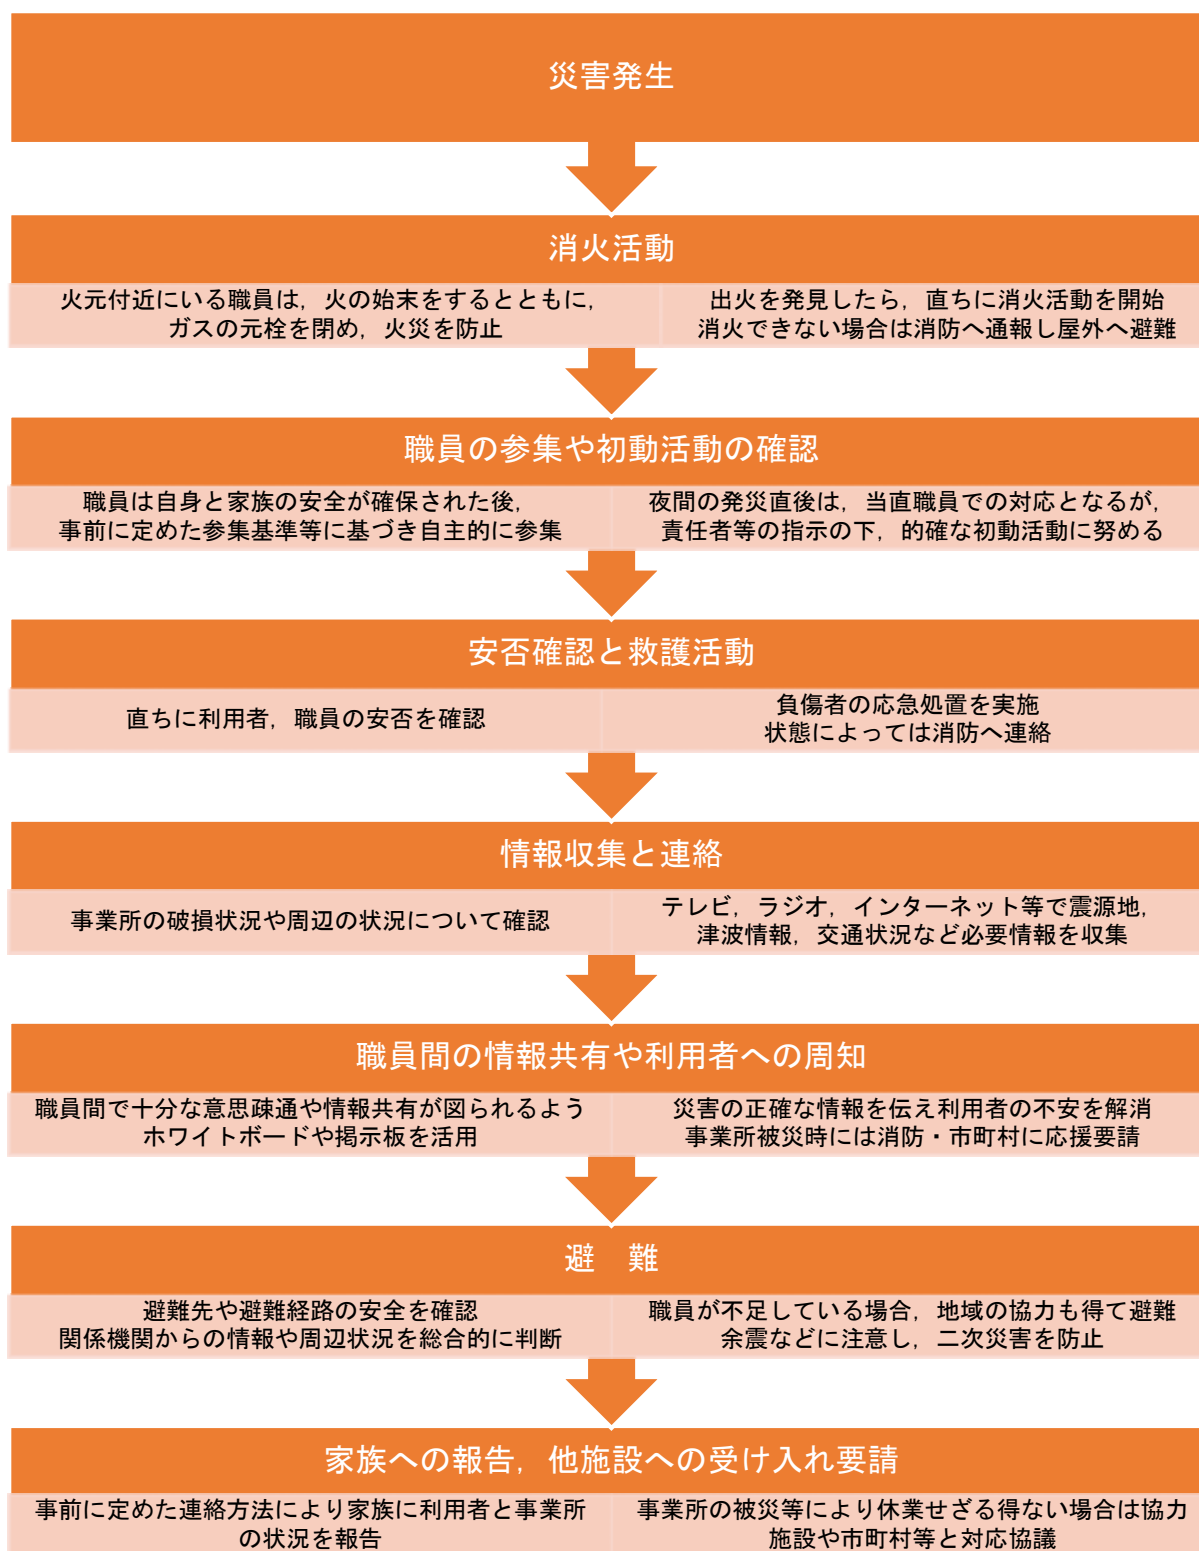 災害発生
消火活動
火元付近にいる職員は，火の始末をするとともに，
ガスの元栓を閉め，火災を防止
出火を発見したら，直ちに消火活動を開始
消火できない場合は消防へ通報し屋外へ避難
職員の参集や初動活動の確認
職員は自身と家族の安全が確保された後，
事前に定めた参集基準等に基づき自主的に参集
夜間の発災直後は，当直職員での対応となるが，
責任者等の指示の下，的確な初動活動に努める
安否確認と救護活動
直ちに利用者，職員の安否を確認
負傷者の応急処置を実施
状態によっては消防へ連絡
情報収集と連絡
事業所の破損状況や周辺の状況について確認
テレビ，ラジオ，インターネット等で震源地，
津波情報，交通状況など必要情報を収集
職員間の情報共有や利用者への周知
職員間で十分な意思疎通や情報共有が図られるよう
ホワイトボードや掲示板を活用
災害の正確な情報を伝え利用者の不安を解消
事業所被災時には消防・市町村に応援要請
避　難
避難先や避難経路の安全を確認
関係機関からの情報や周辺状況を総合的に判断
職員が不足している場合，地域の協力も得て避難
余震などに注意し，二次災害を防止
家族への報告，他施設への受け入れ要請
事前に定めた連絡方法により家族に利用者と事業所
の状況を報告
事業所の被災等により休業せざる得ない場合は協力
施設や市町村等と対応協議